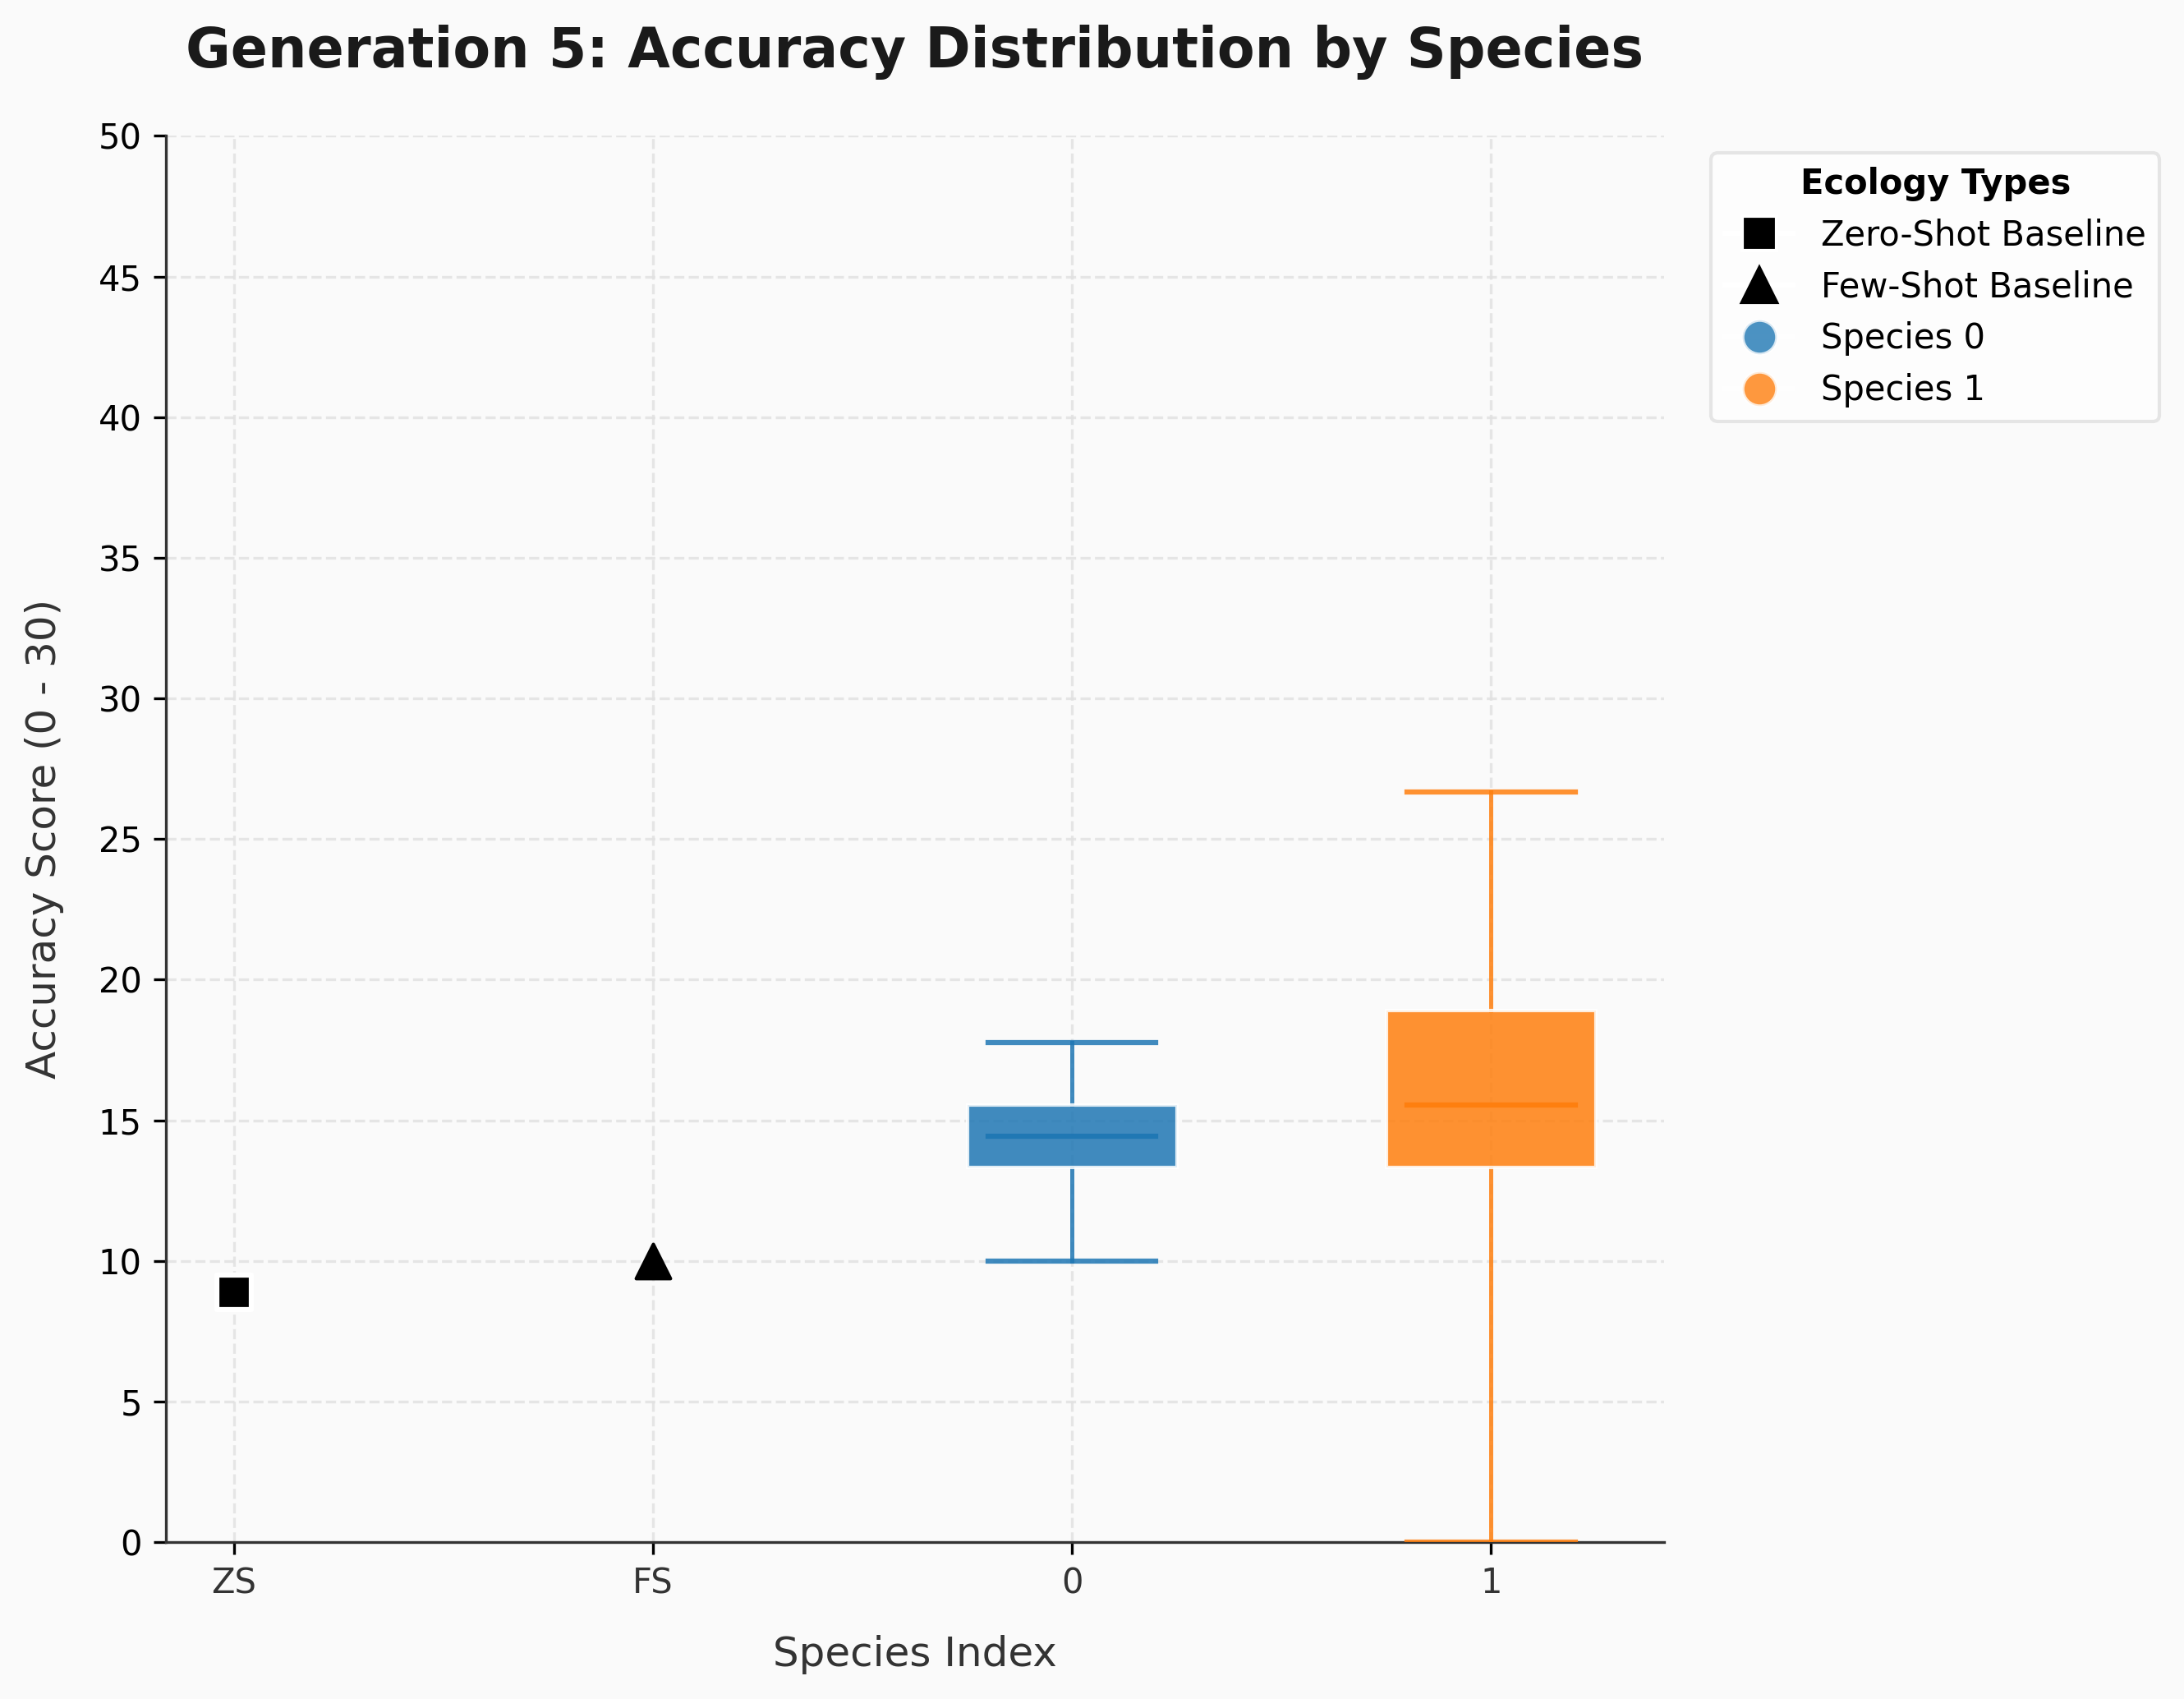 Generation 5: Accuracy Distribution by Species
50
45
40
35
30
25
20
15
10
5
0
Accuracy Score (0 - 30)
ZS
FS
0
1
Species Index
Ecology Types
Zero-Shot Baseline
Few-Shot Baseline
Species 0
Species 1